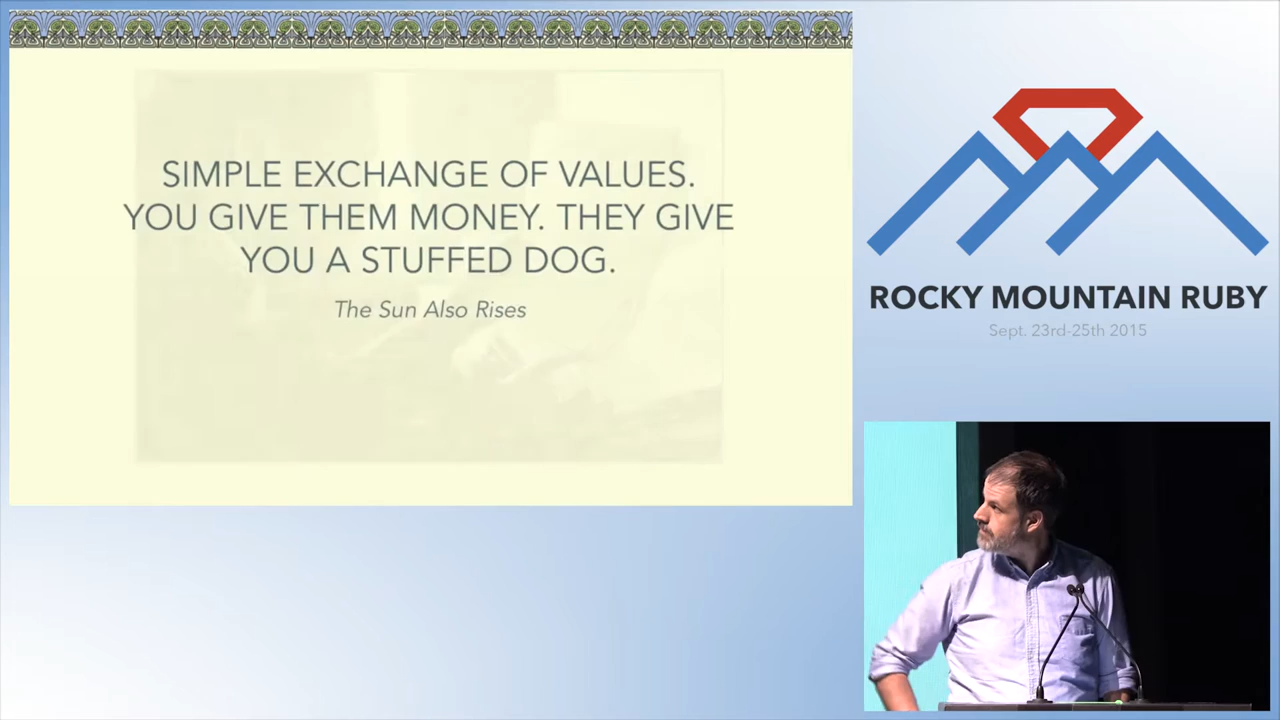 SIMPLE EXCHANGE OF VALUES.
YOU GIVE THEM MONEY. THEY GIVE
YOU A STUFFED DOG.
The Sun Also Rises
ROCKY MOUNTAIN RUBY
Sept. 23rd-25th 2015